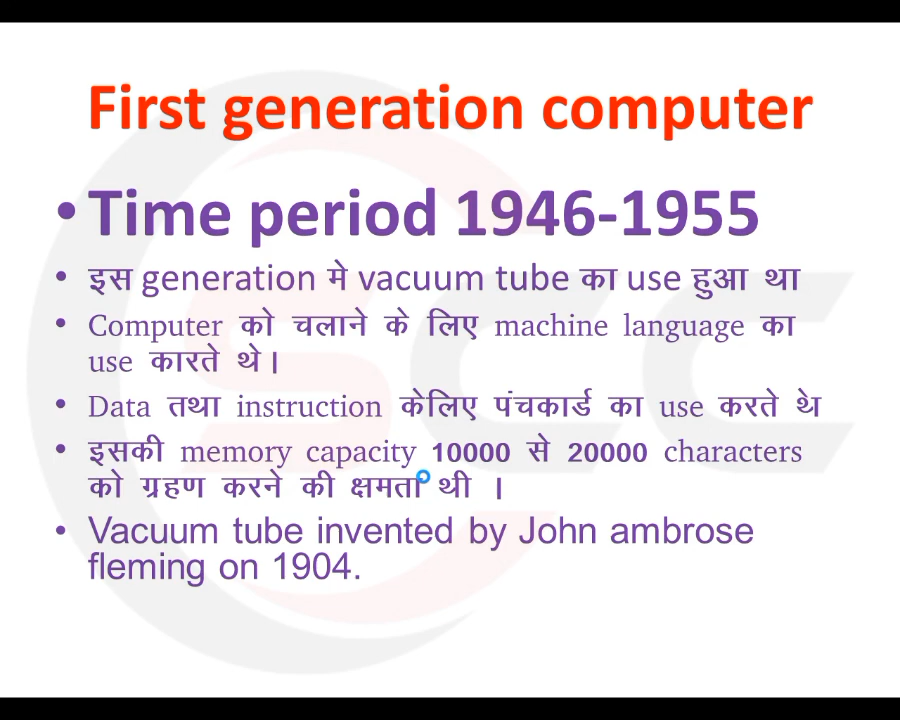 First generation computer
• Time period 1946-1955
• इस generation मे vacuum tube का use हुआ था
• Computer को चलाने के लिए machine language का
use कारते थे।
• Data तथा instruction केलिए पंचकार्ड का use करते थे
• इसकी memory capacity 10000 से 20000 characters
को ग्रहण करने की क्षमता थी ।
• Vacuum tube invented by John ambrose
fleming on 1904.
SCC